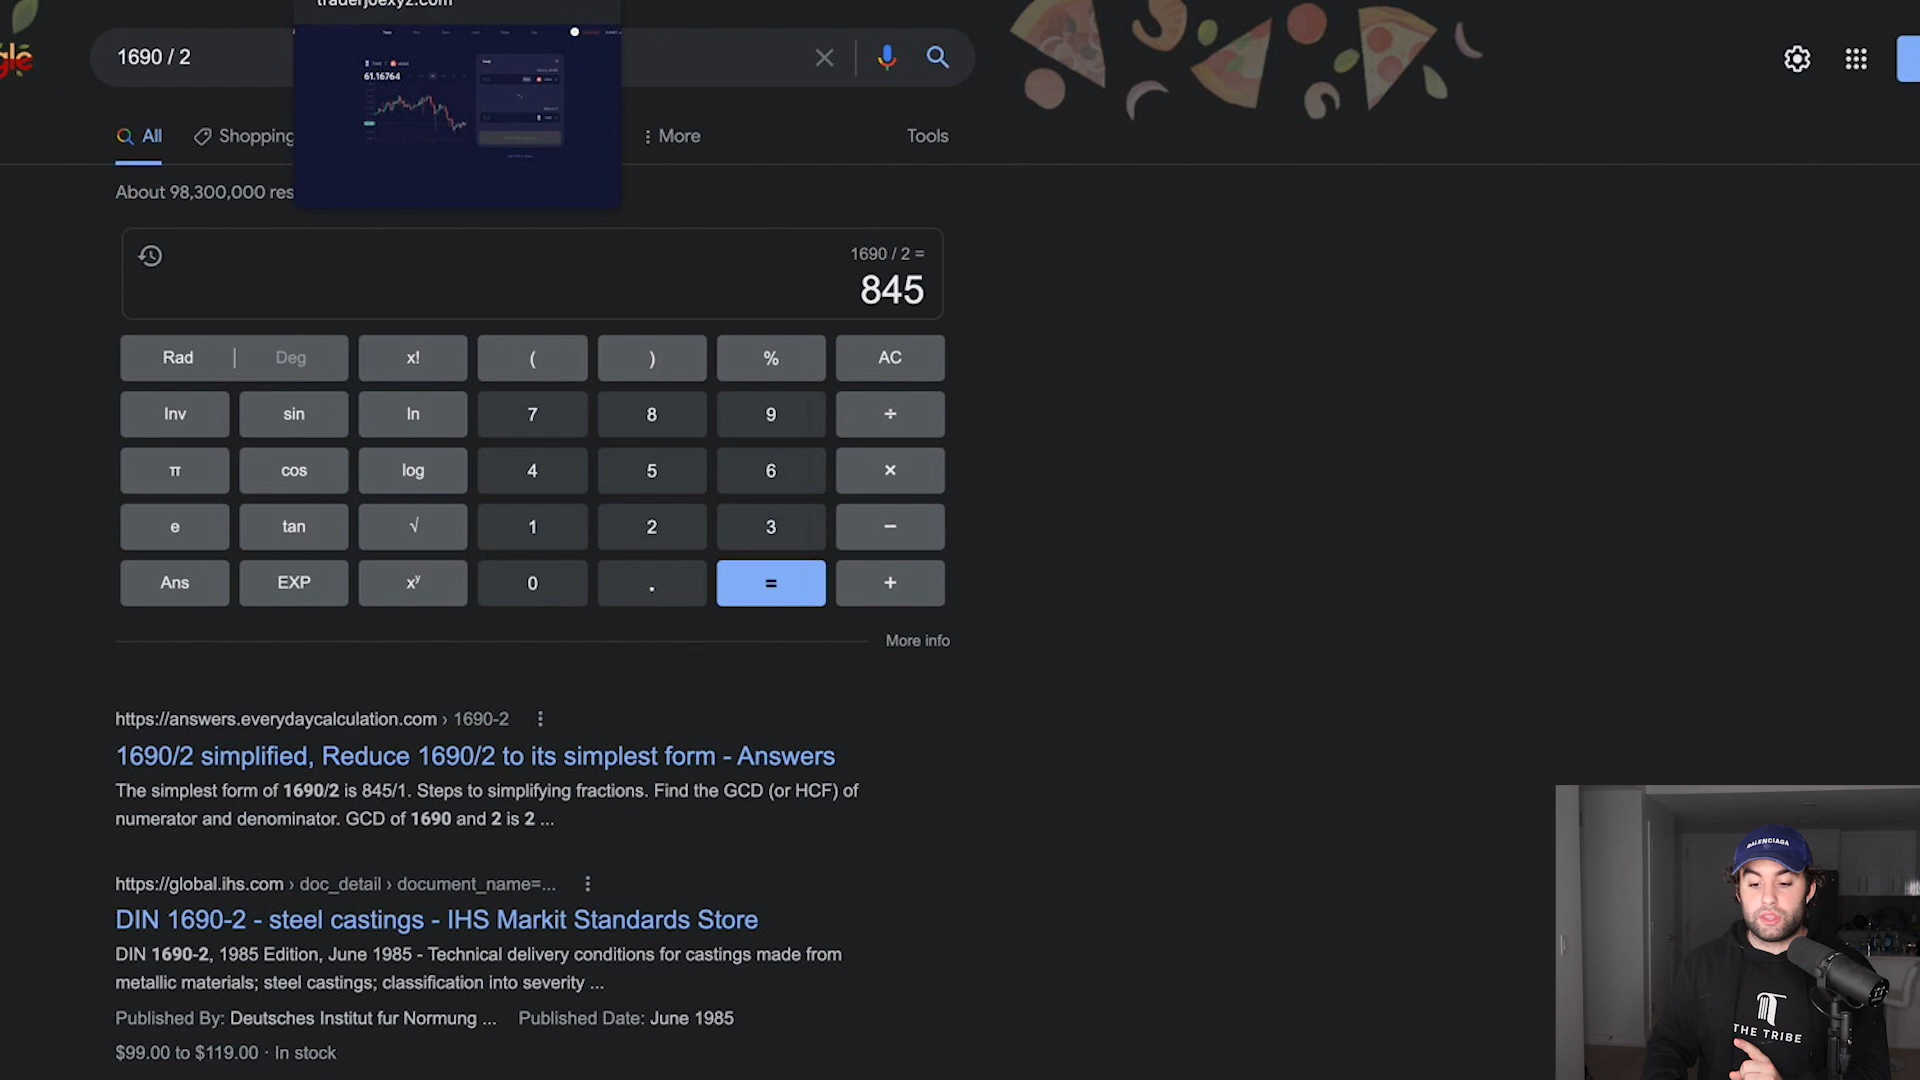 traderjoexyz.com
gle
1690 / 2
61.16764
All
Shopping
More
Tools
About 98,300,000 res
1690 / 2 =
845
Rad
Deg
x!
(
)
%
AC
Inv
sin
ln
7
8
9
÷
π
cos
log
4
5
6
×
e
tan
√
1
2
3
−
Ans
EXP
xʸ
0
.
=
+
More info
https://answers.everydaycalculation.com › 1690-2
1690/2 simplified, Reduce 1690/2 to its simplest form - Answers
The simplest form of 1690/2 is 845/1. Steps to simplifying fractions. Find the GCD (or HCF) of
numerator and denominator. GCD of 1690 and 2 is 2 ...
https://global.ihs.com › doc_detail › document_name=...
DIN 1690-2 - steel castings - IHS Markit Standards Store
DIN 1690-2, 1985 Edition, June 1985 - Technical delivery conditions for castings made from
metallic materials; steel castings; classification into severity ...
Published By: Deutsches Institut fur Normung ... Published Date: June 1985
$99.00 to $119.00 · In stock
BALENCIAGA
THE TRIBE